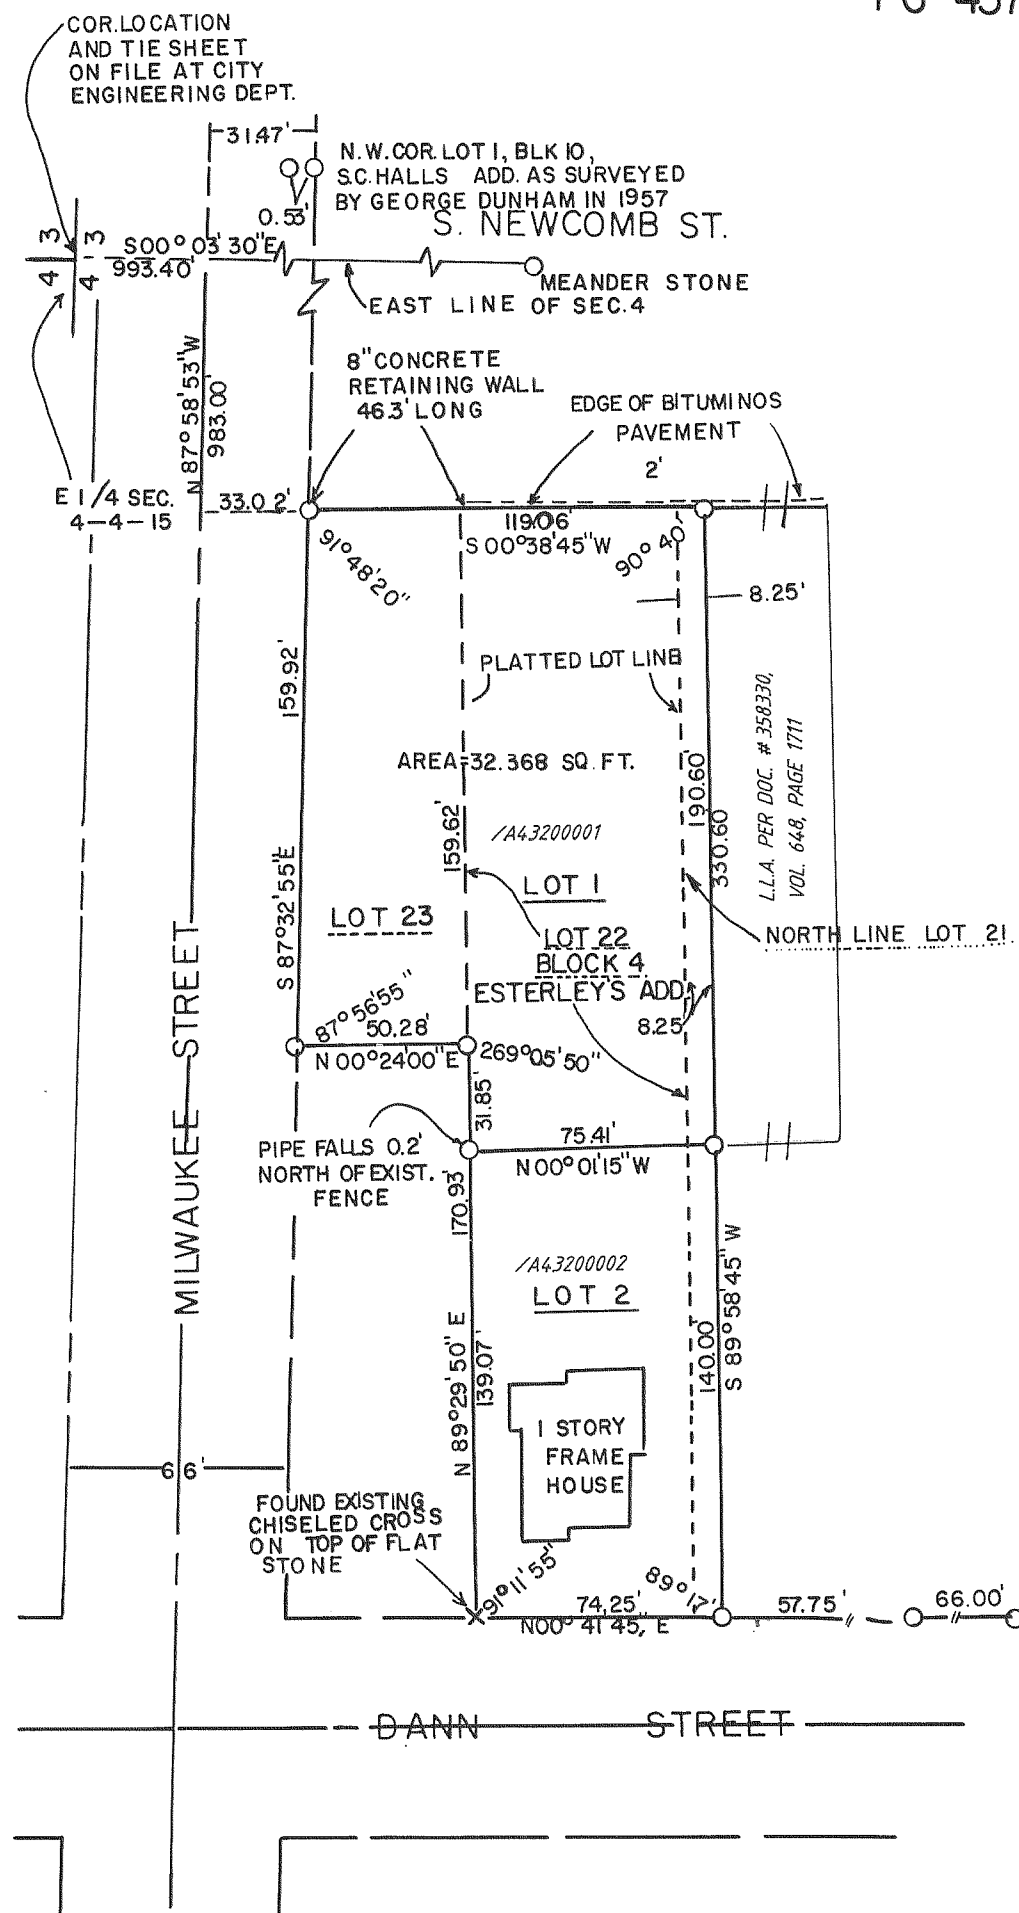 COR.LOCATION
AND TIE SHEET
ON FILE AT CITY
ENGINEERING DEPT.
31.47'
N.W.COR.LOT 1, BLK 10,
S.C.HALLS ADD. AS SURVEYED
BY GEORGE DUNHAM IN 1957
0.53'
S. NEWCOMB ST.
3 3
4 4
S00°03'30"E
993.40'
MEANDER STONE
EAST LINE OF SEC.4
N 87°58'53"W
983.00'
8" CONCRETE
RETAINING WALL
46.3' LONG
EDGE OF BITUMINOS
PAVEMENT
2'
E 1/4 SEC.
4-4-15
33.02'
119.06'
S 00°38'45"W
91°48'20"
90°40'
8.25'
159.92'
PLATTED LOT LINE
L.L.A. PER DOC. # 358330,
VOL. 648, PAGE 1711
AREA=32.368 SQ. FT.
190.60'
330.60
159.62'
/A43200001
LOT 1
S 87°32'55"E
LOT 23
LOT 22
BLOCK 4
ESTERLEY'S ADD.
NORTH LINE LOT 21
8.25'
87°56'55"
50.28'
N 00°24'00"E
269°05'50"
MILWAUKEE STREET
31.85'
75.41'
N 00°01'15"W
PIPE FALLS 0.2'
NORTH OF EXIST.
FENCE
170.93'
/A43200002
LOT 2
N 89°29'50" E
139.07'
140.00'
S 89°58'45" W
1 STORY
FRAME
HOUSE
66'
FOUND EXISTING
CHISELED CROSS
ON TOP OF FLAT
STONE
91°11'55"
89°17'
74.25'
N00°41'45" E
57.75'
66.00'
DANN STREET